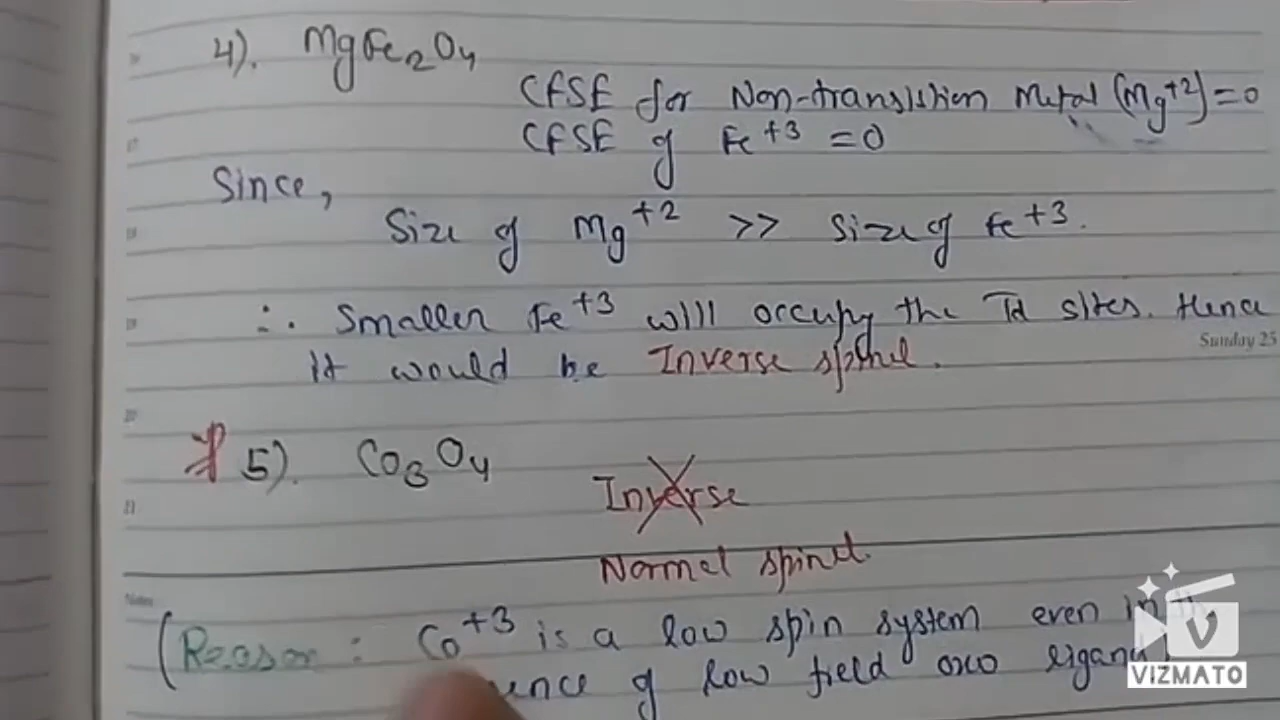 4). MgFe2O4
CFSE for Non-transistion Metal (Mg+2) = 0
CFSE of Fe+3 = 0
Since,
Size of Mg+2 >> Size of Fe+3.
∴ Smaller Fe+3 will occupy the Td sites. Hence
Sunday 25
it would be Inverse spinel.
5). Co3O4
Inverse
Normal spinel.
Notes
(Reason : Co+3 is a low spin system even in
of low field oxo ligand
VIZMATO